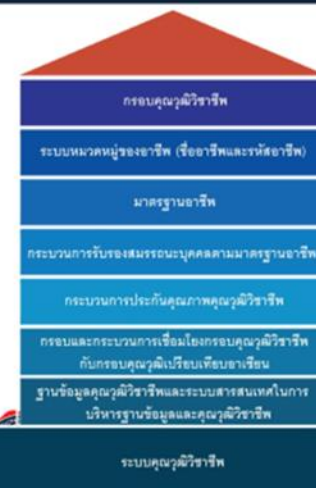 กรอบคุณวุฒิวิชาชีพ
ระบบหมวดหมู่ของอาชีพ (ชื่ออาชีพและรหัสอาชีพ)
มาตรฐานอาชีพ
กระบวนการรับรองสมรรถนะบุคคลตามมาตรฐานอาชีพ
กระบวนการประกันคุณภาพคุณวุฒิวิชาชีพ
กรอบและกระบวนการเชื่อมโยงกรอบคุณวุฒิวิชาชีพ
กับกรอบคุณวุฒิเปรียบเทียบอาเซียน
ฐานข้อมูลคุณวุฒิวิชาชีพและระบบสารสนเทศในการ
บริหารฐานข้อมูลและคุณวุฒิวิชาชีพ
ระบบคุณวุฒิวิชาชีพ